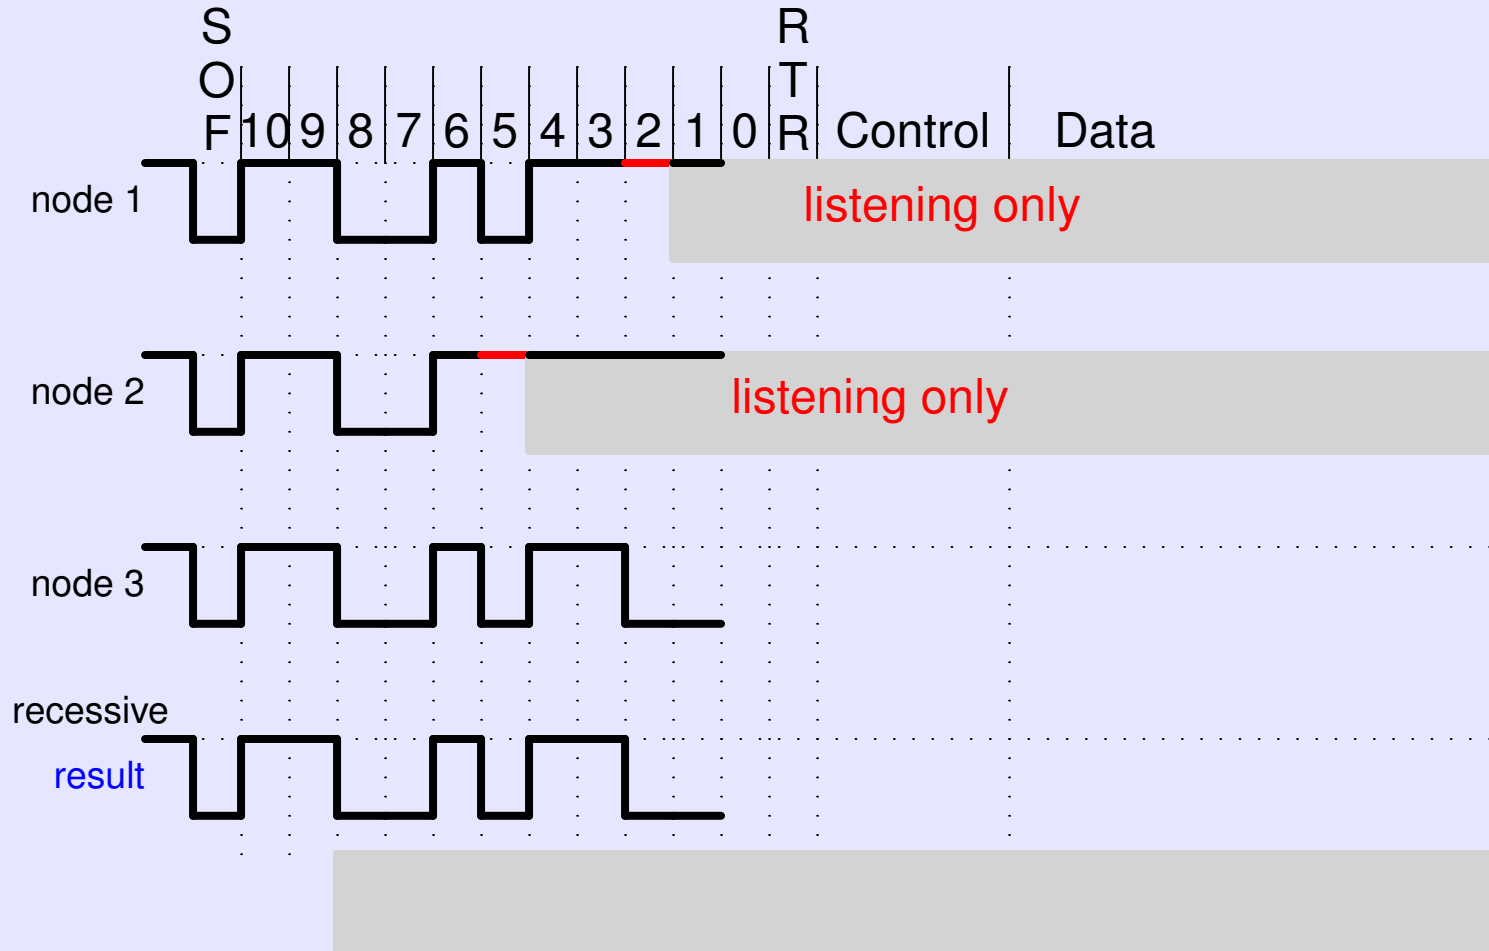 S R
O T
F 10 9 8 7 6 5 4 3 2 1 0 R Control Data
node 1 listening only
node 2 listening only
node 3
recessive
result